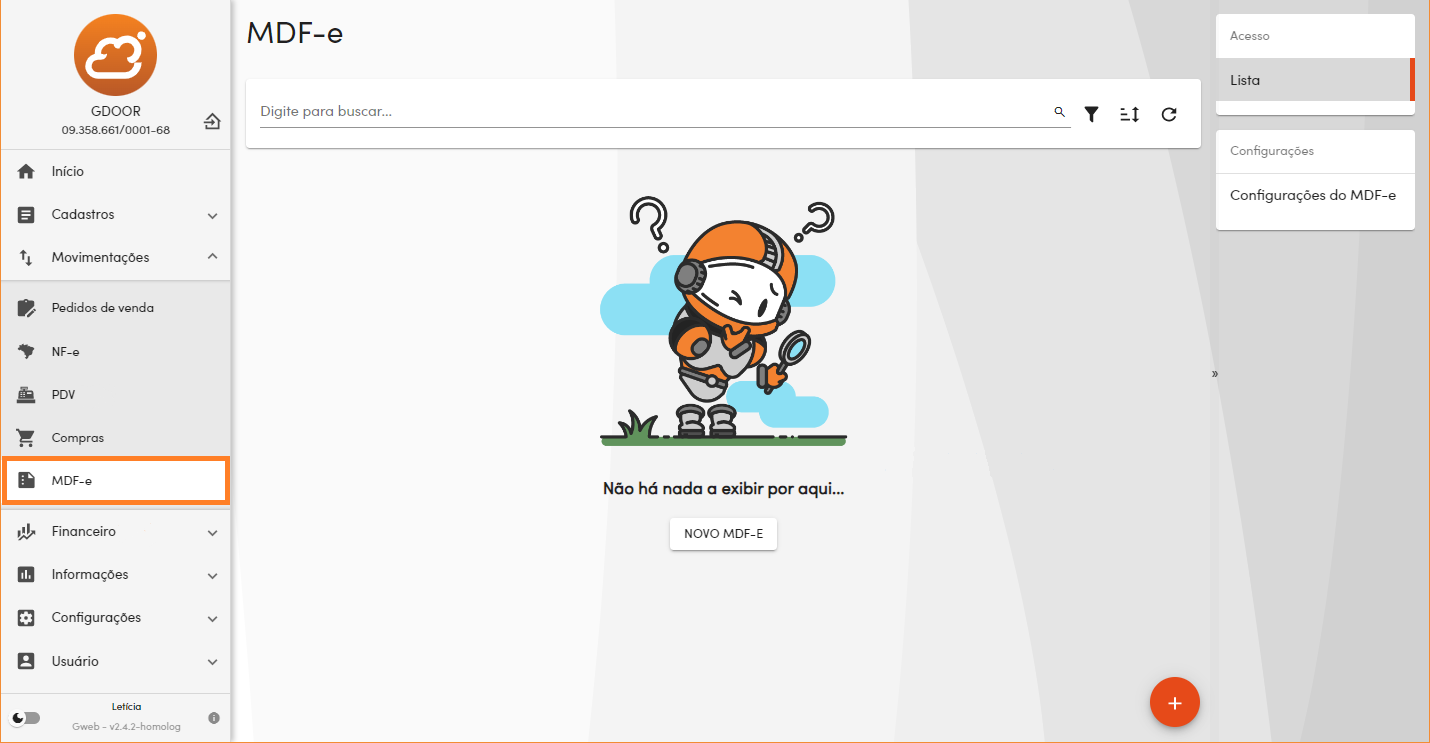 GDOOR
09.358.661/0001-68
Início
Cadastros
Movimentações
Pedidos de venda
NF-e
PDV
Compras
MDF-e
Financeiro
Informações
Configurações
Usuário
Letícia
Gweb - v2.4.2-homolog
MDF-e
Digite para buscar...
Não há nada a exibir por aqui...
NOVO MDF-E
+
»
Acesso
Lista
Configurações
Configurações do MDF-e